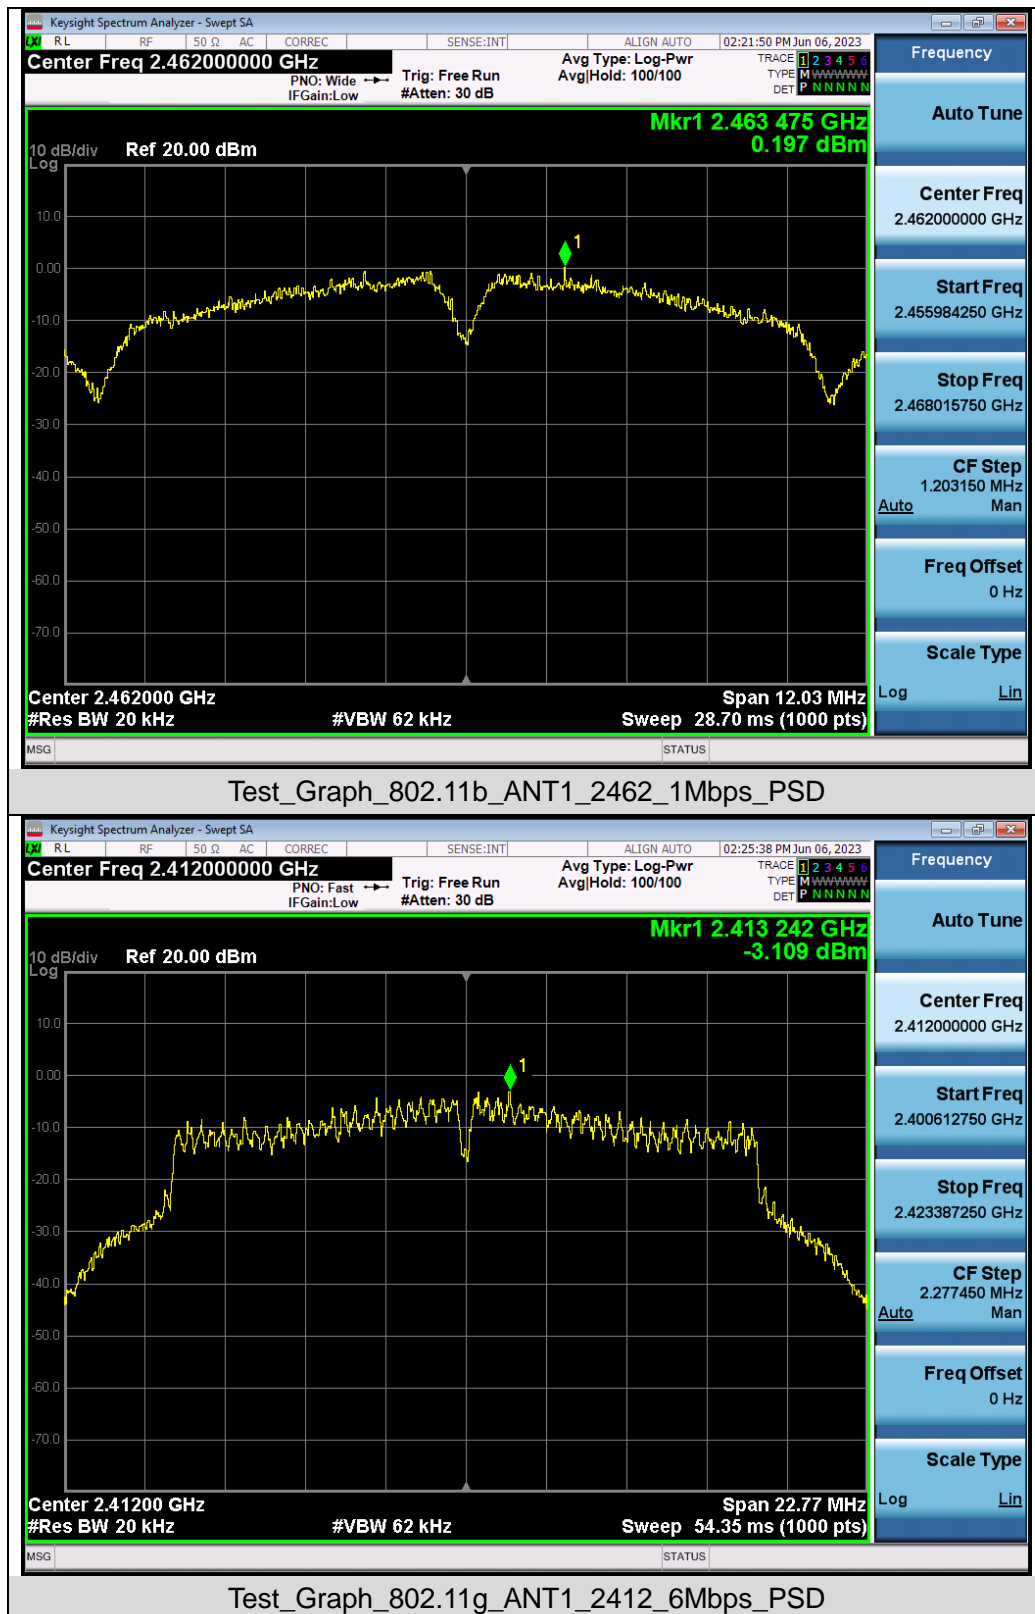 Keysight Spectrum Analyzer - Swept SA
LXI RL RF 50 Ω AC CORREC SENSE:INT ALIGN AUTO 02:21:50 PM Jun 06, 2023
Center Freq 2.462000000 GHz
PNO: Wide
IFGain:Low
Trig: Free Run
#Atten: 30 dB
Avg Type: Log-Pwr
Avg|Hold: 100/100
TRACE 1 2 3 4 5 6
TYPE M WWWWW
DET P N N N N N
Mkr1 2.463 475 GHz
0.197 dBm
10 dB/div Ref 20.00 dBm
Log
10.0
1
0.00
-10.0
-20.0
-30.0
-40.0
-50.0
-60.0
-70.0
Center 2.462000 GHz Span 12.03 MHz
#Res BW 20 kHz #VBW 62 kHz Sweep 28.70 ms (1000 pts)
MSG STATUS
Frequency
Auto Tune
Center Freq
2.462000000 GHz
Start Freq
2.455984250 GHz
Stop Freq
2.468015750 GHz
CF Step
1.203150 MHz
Auto Man
Freq Offset
0 Hz
Scale Type
Log Lin
Test_Graph_802.11b_ANT1_2462_1Mbps_PSD
Keysight Spectrum Analyzer - Swept SA
LXI RL RF 50 Ω AC CORREC SENSE:INT ALIGN AUTO 02:25:38 PM Jun 06, 2023
Center Freq 2.412000000 GHz
PNO: Fast
IFGain:Low
Trig: Free Run
#Atten: 30 dB
Avg Type: Log-Pwr
Avg|Hold: 100/100
TRACE 1 2 3 4 5 6
TYPE M WWWWW
DET P N N N N N
Mkr1 2.413 242 GHz
-3.109 dBm
10 dB/div Ref 20.00 dBm
Log
10.0
1
0.00
-10.0
-20.0
-30.0
-40.0
-50.0
-60.0
-70.0
Center 2.41200 GHz Span 22.77 MHz
#Res BW 20 kHz #VBW 62 kHz Sweep 54.35 ms (1000 pts)
MSG STATUS
Frequency
Auto Tune
Center Freq
2.412000000 GHz
Start Freq
2.400612750 GHz
Stop Freq
2.423387250 GHz
CF Step
2.277450 MHz
Auto Man
Freq Offset
0 Hz
Scale Type
Log Lin
Test_Graph_802.11g_ANT1_2412_6Mbps_PSD